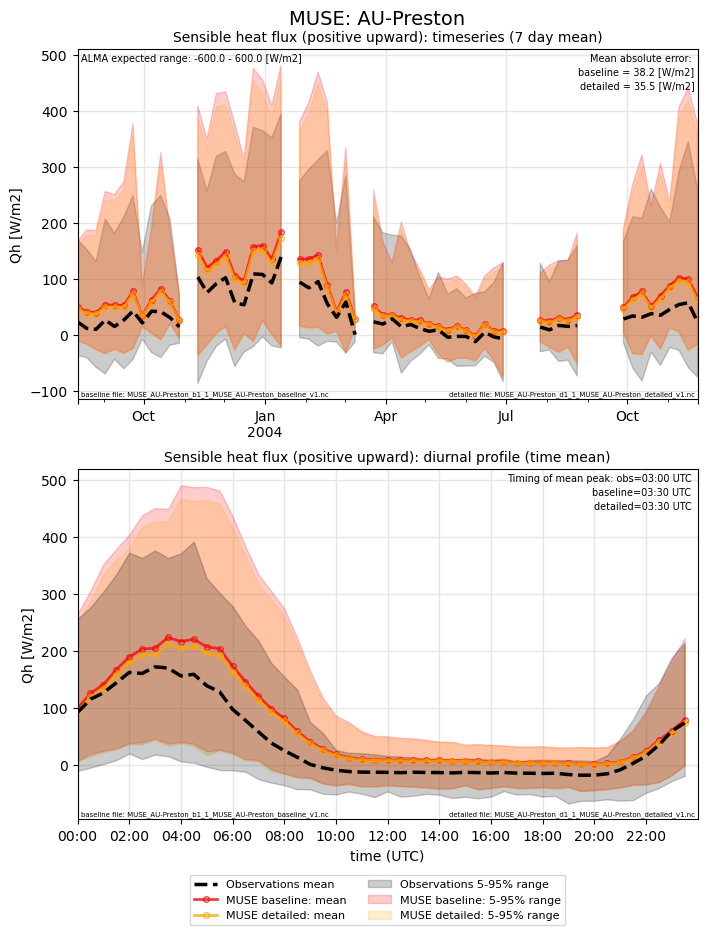 MUSE: AU-Preston
Sensible heat flux (positive upward): timeseries (7 day mean)
ALMA expected range: -600.0 - 600.0 [W/m2]
Mean absolute error:
baseline = 38.2 [W/m2]
detailed = 35.5 [W/m2]
500
400
300
200
100
0
−100
Qh [W/m2]
baseline file: MUSE_AU-Preston_b1_1_MUSE_AU-Preston_baseline_v1.nc
detailed file: MUSE_AU-Preston_d1_1_MUSE_AU-Preston_detailed_v1.nc
Oct Jan Apr Jul Oct
2004
Sensible heat flux (positive upward): diurnal profile (time mean)
Timing of mean peak: obs=03:00 UTC
baseline=03:30 UTC
detailed=03:30 UTC
500
400
300
200
100
0
Qh [W/m2]
baseline file: MUSE_AU-Preston_b1_1_MUSE_AU-Preston_baseline_v1.nc
detailed file: MUSE_AU-Preston_d1_1_MUSE_AU-Preston_detailed_v1.nc
00:00 02:00 04:00 06:00 08:00 10:00 12:00 14:00 16:00 18:00 20:00 22:00
time (UTC)
Observations mean
MUSE baseline: mean
MUSE detailed: mean
Observations 5-95% range
MUSE baseline: 5-95% range
MUSE detailed: 5-95% range